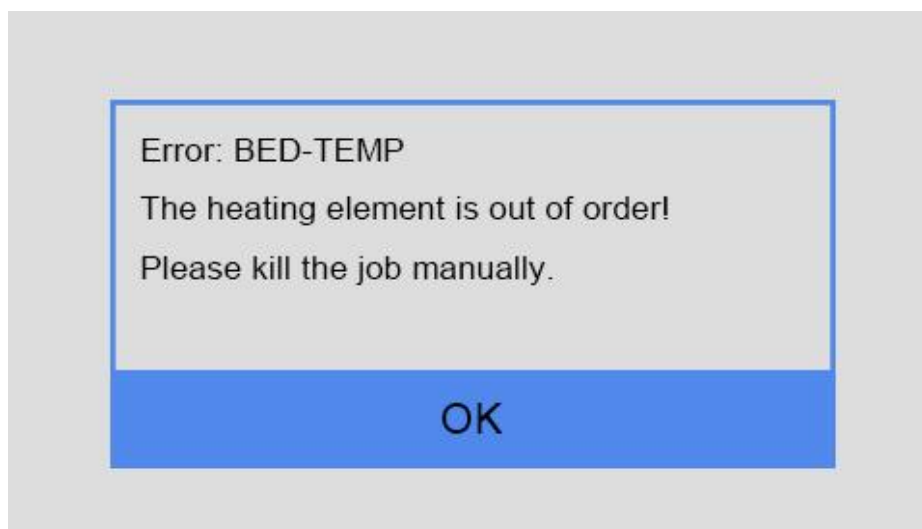 Error: BED-TEMP
The heating element is out of order!
Please kill the job manually.
OK